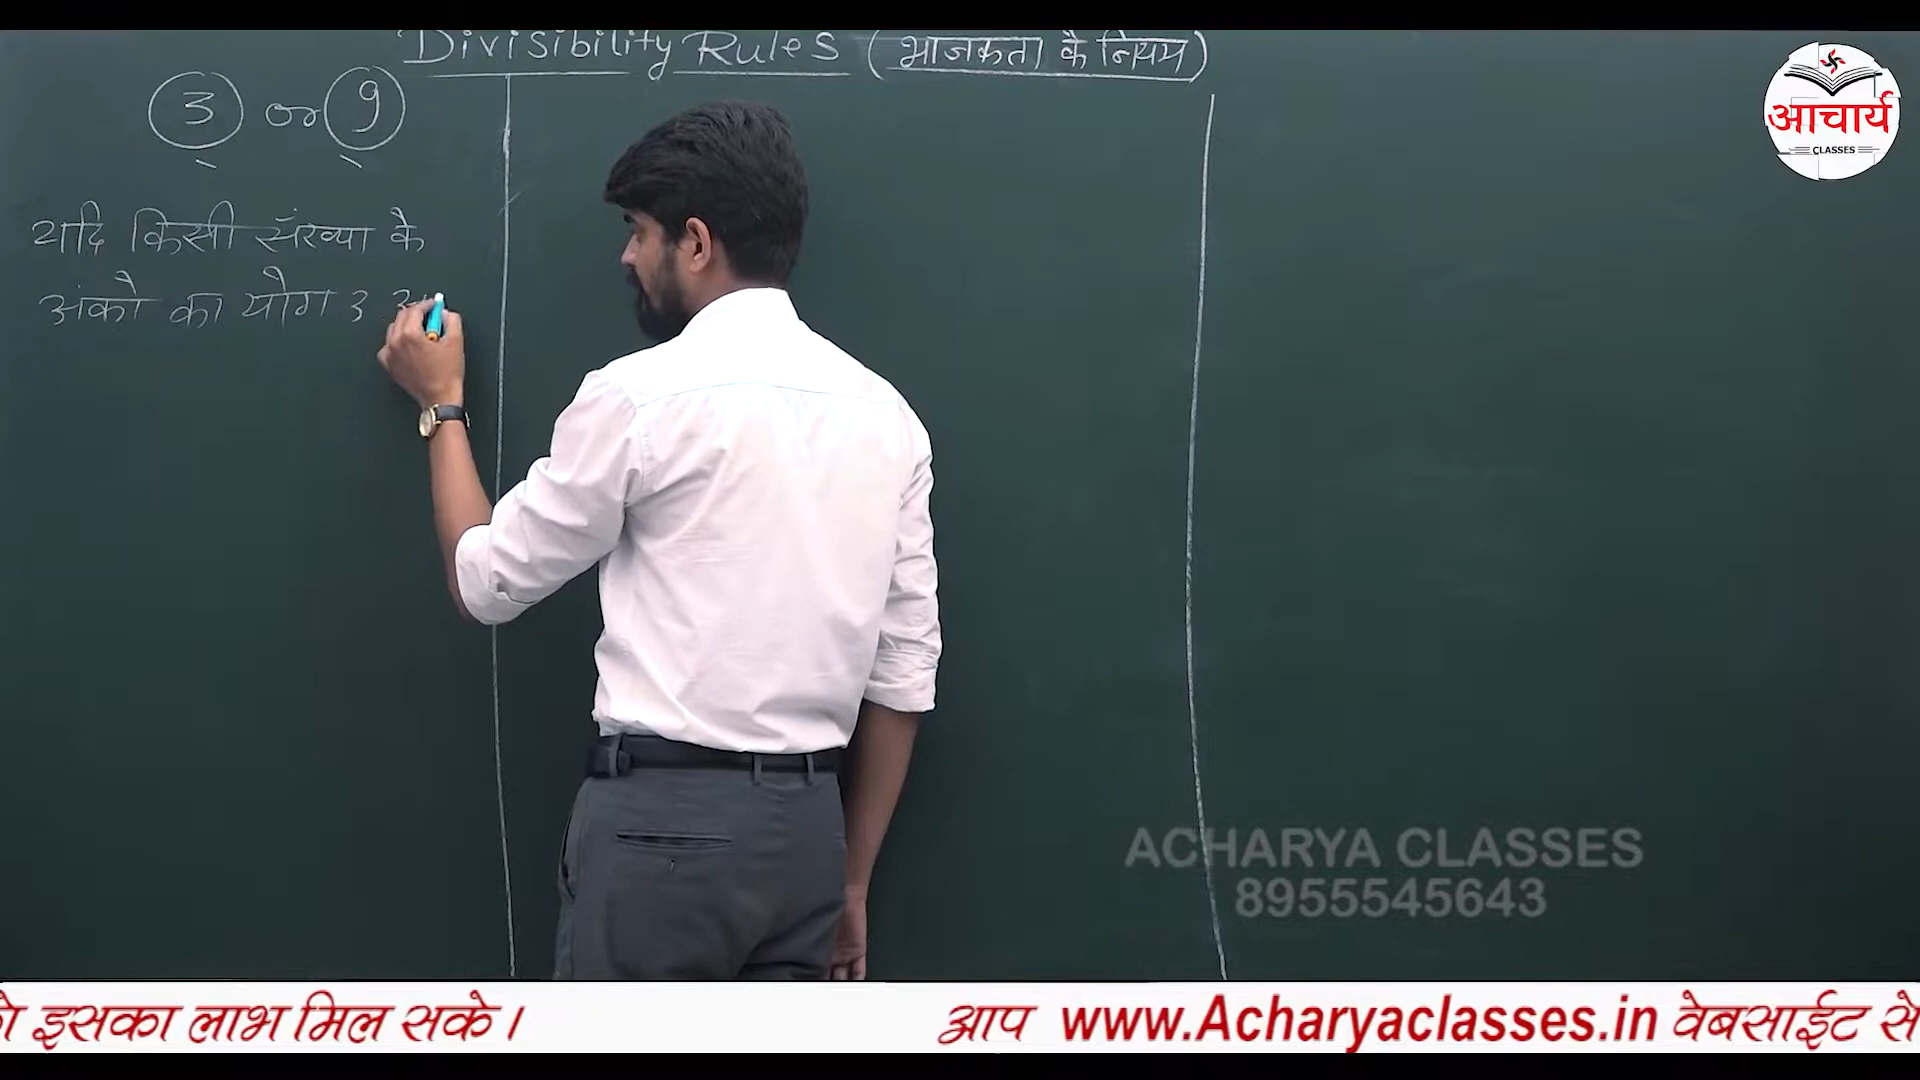 Divisibility Rules (भाजकता के नियम)
3 or 9
यदि किसी संख्या के
अंको का योग 3
आचार्य
CLASSES
ACHARYA CLASSES
8955545643
इसका लाभ मिल सके।
आप www.Acharyaclasses.in वेबसाईट से